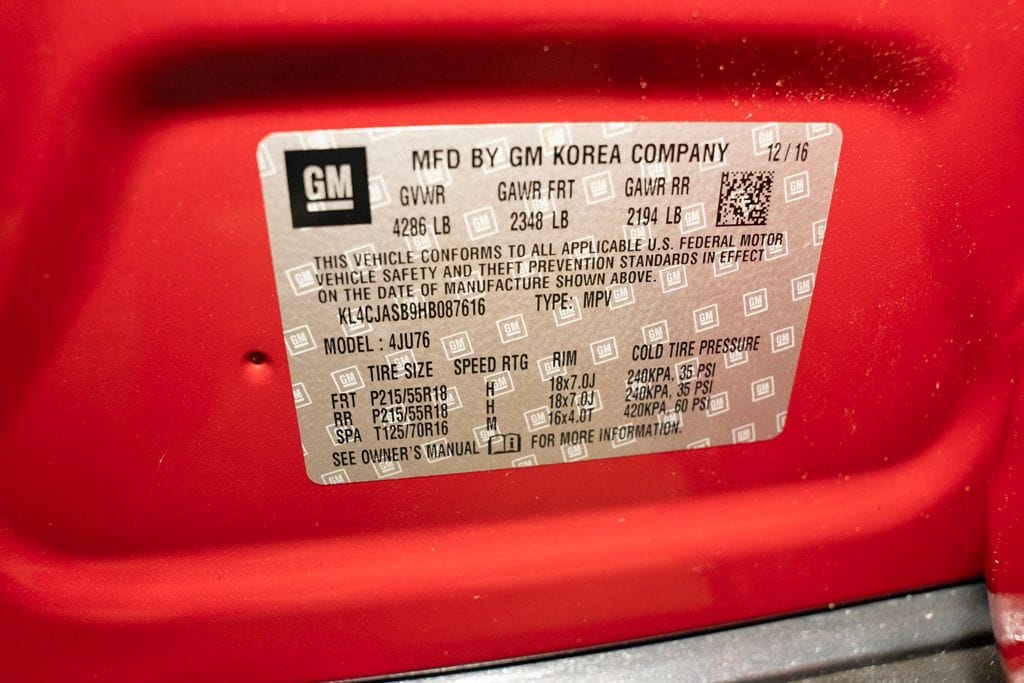 GM
MFD BY GM KOREA COMPANY 12/16
GVWR GAWR FRT GAWR RR
4286 LB 2348 LB 2194 LB
THIS VEHICLE CONFORMS TO ALL APPLICABLE U.S. FEDERAL MOTOR
VEHICLE SAFETY AND THEFT PREVENTION STANDARDS IN EFFECT
ON THE DATE OF MANUFACTURE SHOWN ABOVE.
KL4CJASB9HB087616 TYPE: MPV
MODEL : 4JU76
TIRE SIZE SPEED RTG RIM COLD TIRE PRESSURE
FRT P215/55R18 H 18x7.0J 240KPA, 35 PSI
RR P215/55R18 H 18x7.0J 240KPA, 35 PSI
SPA T125/70R16 M 16x4.0T 420KPA, 60 PSI
SEE OWNER'S MANUAL FOR MORE INFORMATION.